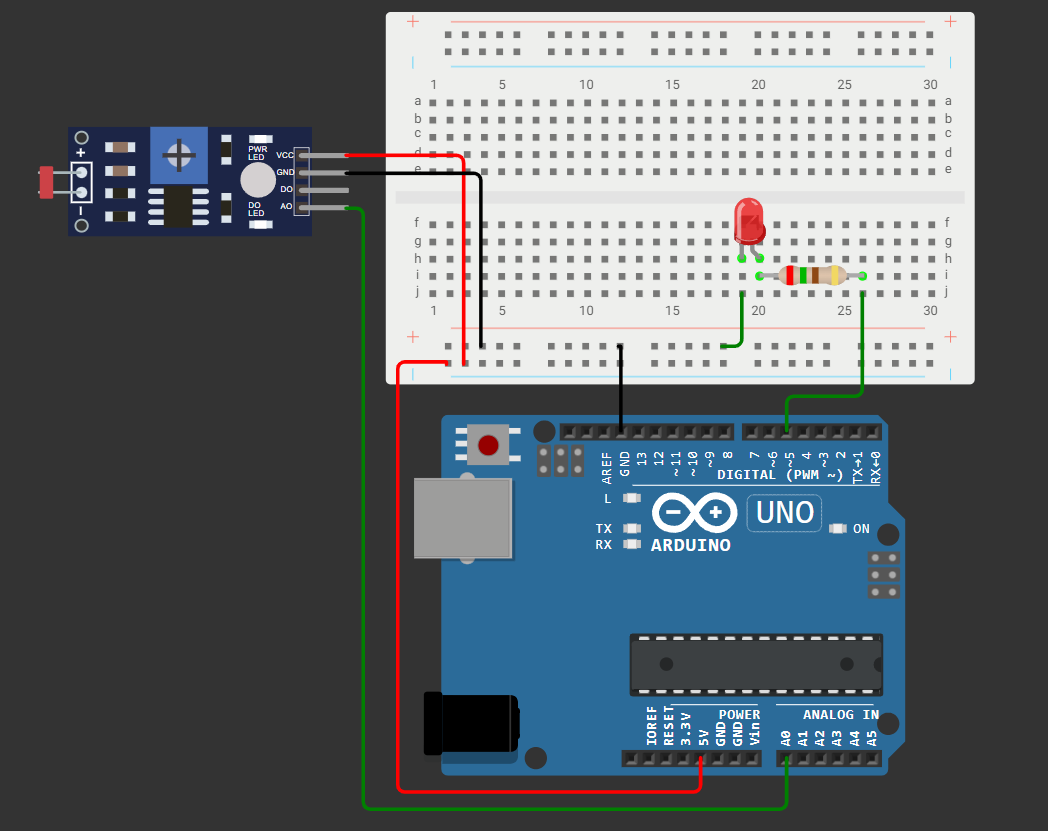 + +
1 5 10 15 20 25 30
a a
b b
c c
d d
e e
f f
g g
h h
i i
j j
1 5 10 15 20 25 30
+ +
+
PWR
LED
VCC
GND
DO
AO
DO
LED
AREF
GND
13
12
~11
~10
~9
8
7
~6
~5
4
~3
2
TX→1
RX←0
DIGITAL (PWM ~)
L
TX
RX
UNO
ON
ARDUINO
IOREF
RESET
3.3V
5V
GND
GND
Vin
POWER
ANALOG IN
A0
A1
A2
A3
A4
A5